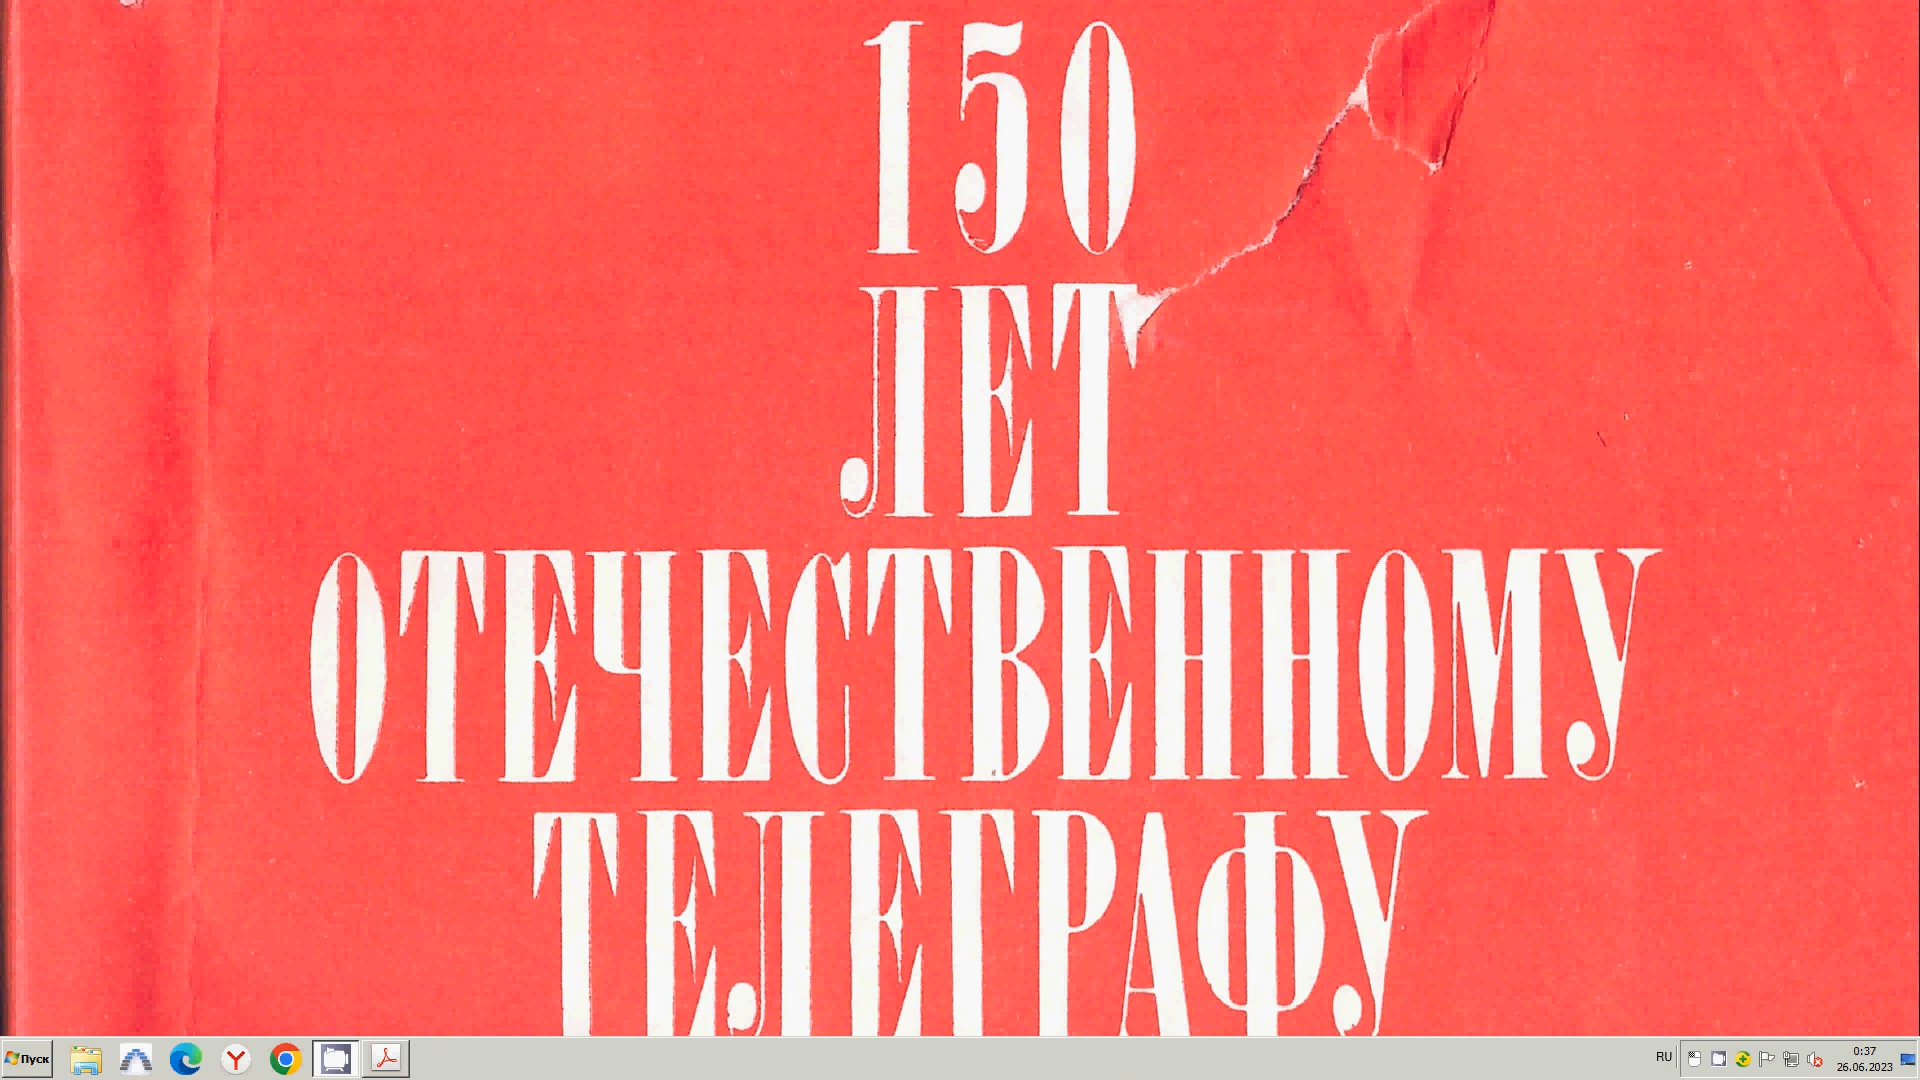 150
ЛЕТ
ОТЕЧЕСТВЕННОМУ
ТЕЛЕГРАФУ
Пуск
RU
0:37
26.06.2023